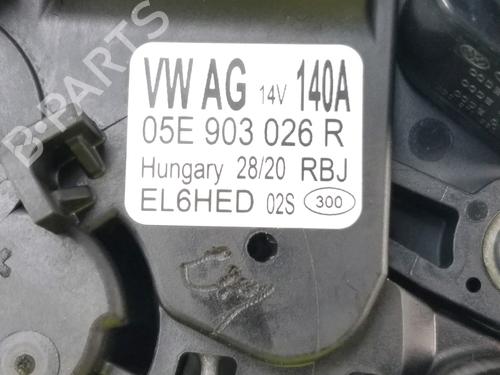 B-PARTS
VW AG 14V 140A
05E 903 026 R
Hungary 28/20 RBJ
EL6HED 02S 300